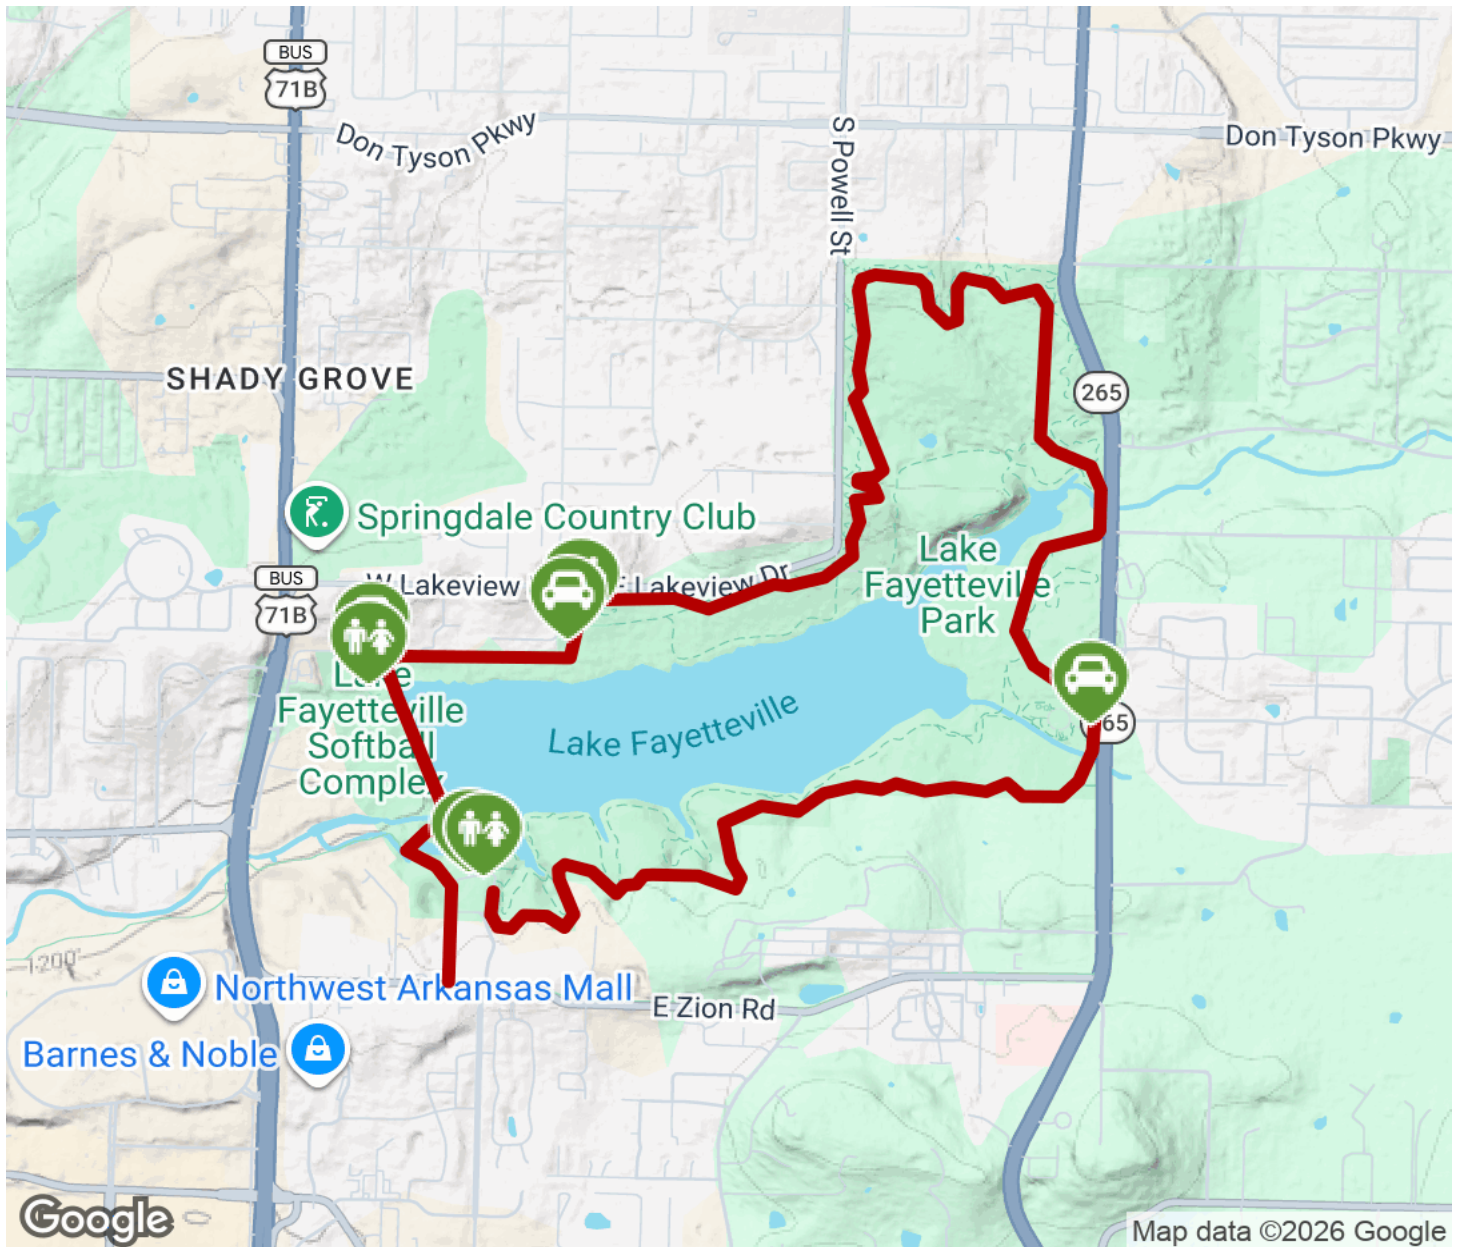 BUS
71B
Don Tyson Pkwy
Don Tyson Pkwy
S Powell St
SHADY GROVE
265
Springdale Country Club
BUS
71B
W Lakeview
E Lakeview Dr
Lake
Fayetteville
Park
Lake
Fayetteville
Softball
Complex
Lake Fayetteville
65
1200'
Northwest Arkansas Mall
E Zion Rd
Barnes & Noble
Google
Map data ©2026 Google